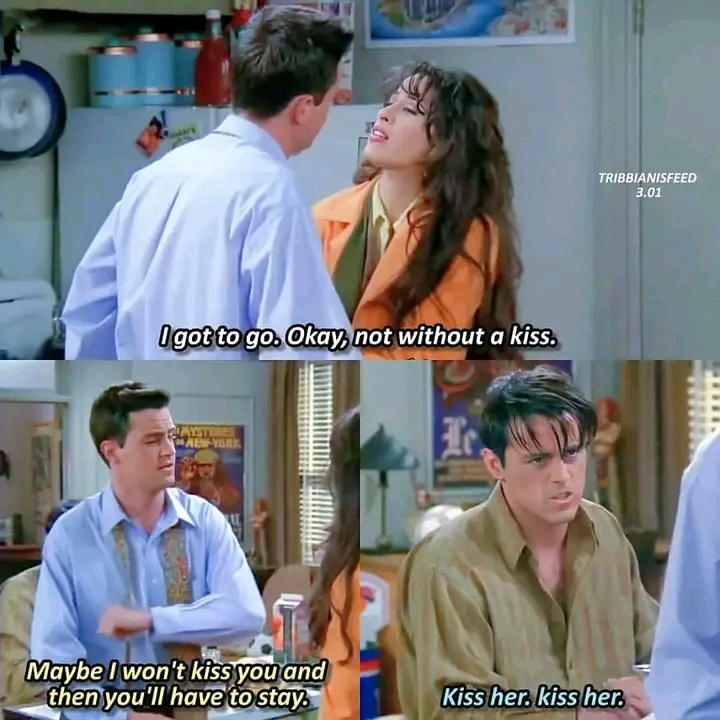 TRIBBIANISFEED
3.01
I got to go. Okay, not without a kiss.
MYSTERIES
NEW-YORK
Maybe I won't kiss you and
then you'll have to stay.
Le
Kiss her. kiss her.